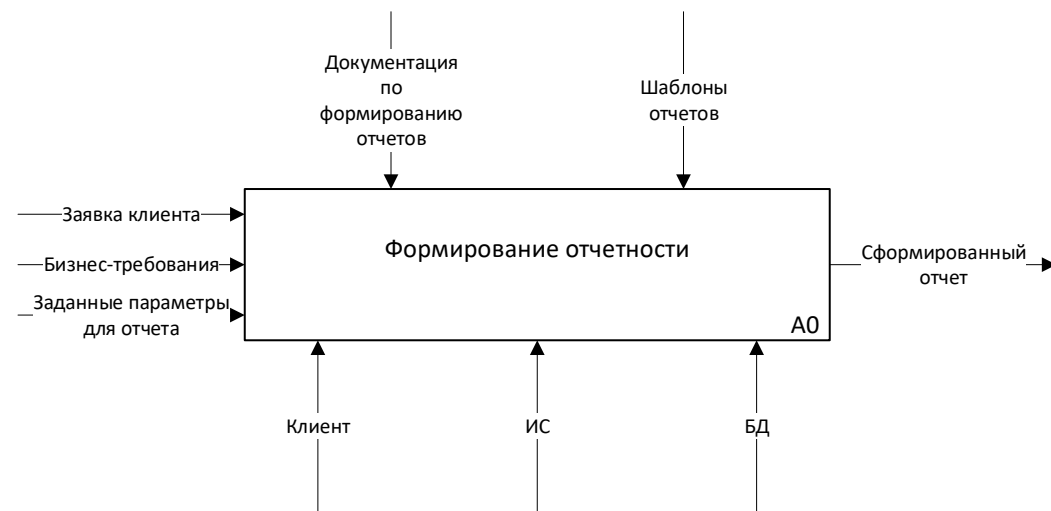 Документация
по
формированию
отчетов
Шаблоны
отчетов
Заявка клиента
Бизнес-требования
Заданные параметры
для отчета
Формирование отчетности
A0
Сформированный
отчет
Клиент
ИС
БД